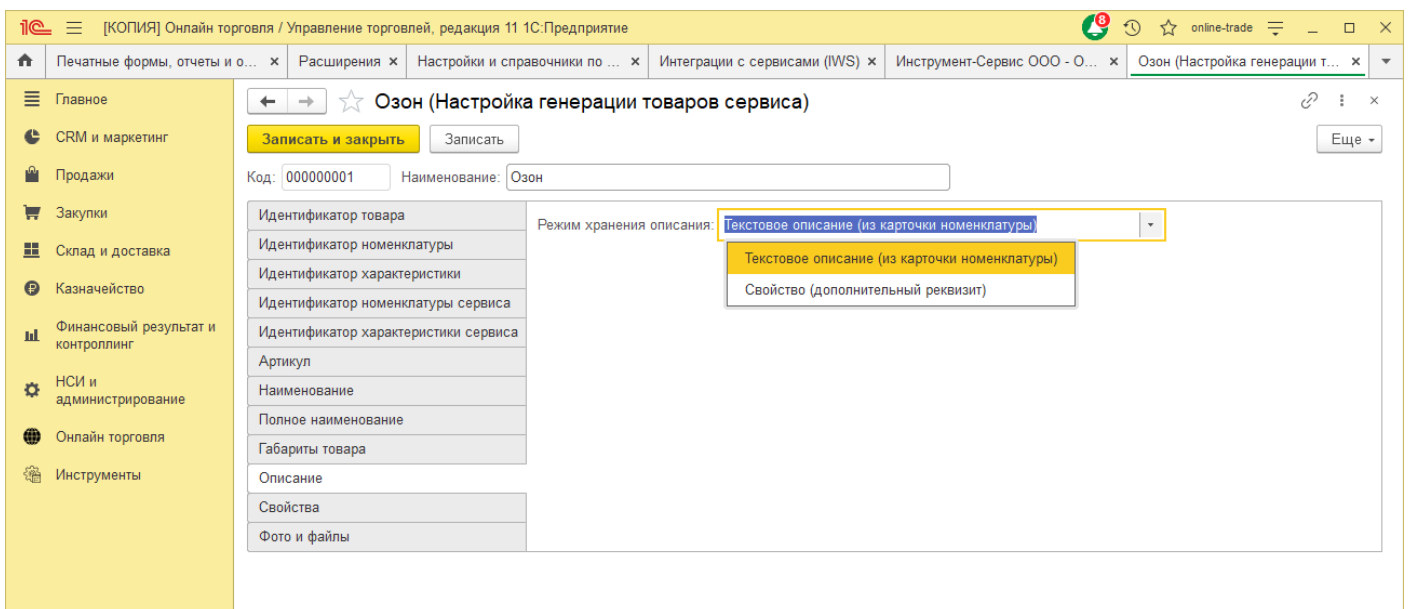 [КОПИЯ] Онлайн торговля / Управление торговлей, редакция 11 1С:Предприятие
8
online-trade
Печатные формы, отчеты и о...
Расширения
Настройки и справочники по ...
Интеграции с сервисами (IWS)
Инструмент-Сервис ООО - О...
Озон (Настройка генерации т...
Главное
CRM и маркетинг
Продажи
Закупки
Склад и доставка
Казначейство
Финансовый результат и
контроллинг
НСИ и
администрирование
Онлайн торговля
Инструменты
Озон (Настройка генерации товаров сервиса)
Записать и закрыть
Записать
Еще
Код: 000000001
Наименование: Озон
Идентификатор товара
Идентификатор номенклатуры
Идентификатор характеристики
Идентификатор номенклатуры сервиса
Идентификатор характеристики сервиса
Артикул
Наименование
Полное наименование
Габариты товара
Описание
Свойства
Фото и файлы
Режим хранения описания: Текстовое описание (из карточки номенклатуры)
Текстовое описание (из карточки номенклатуры)
Свойство (дополнительный реквизит)